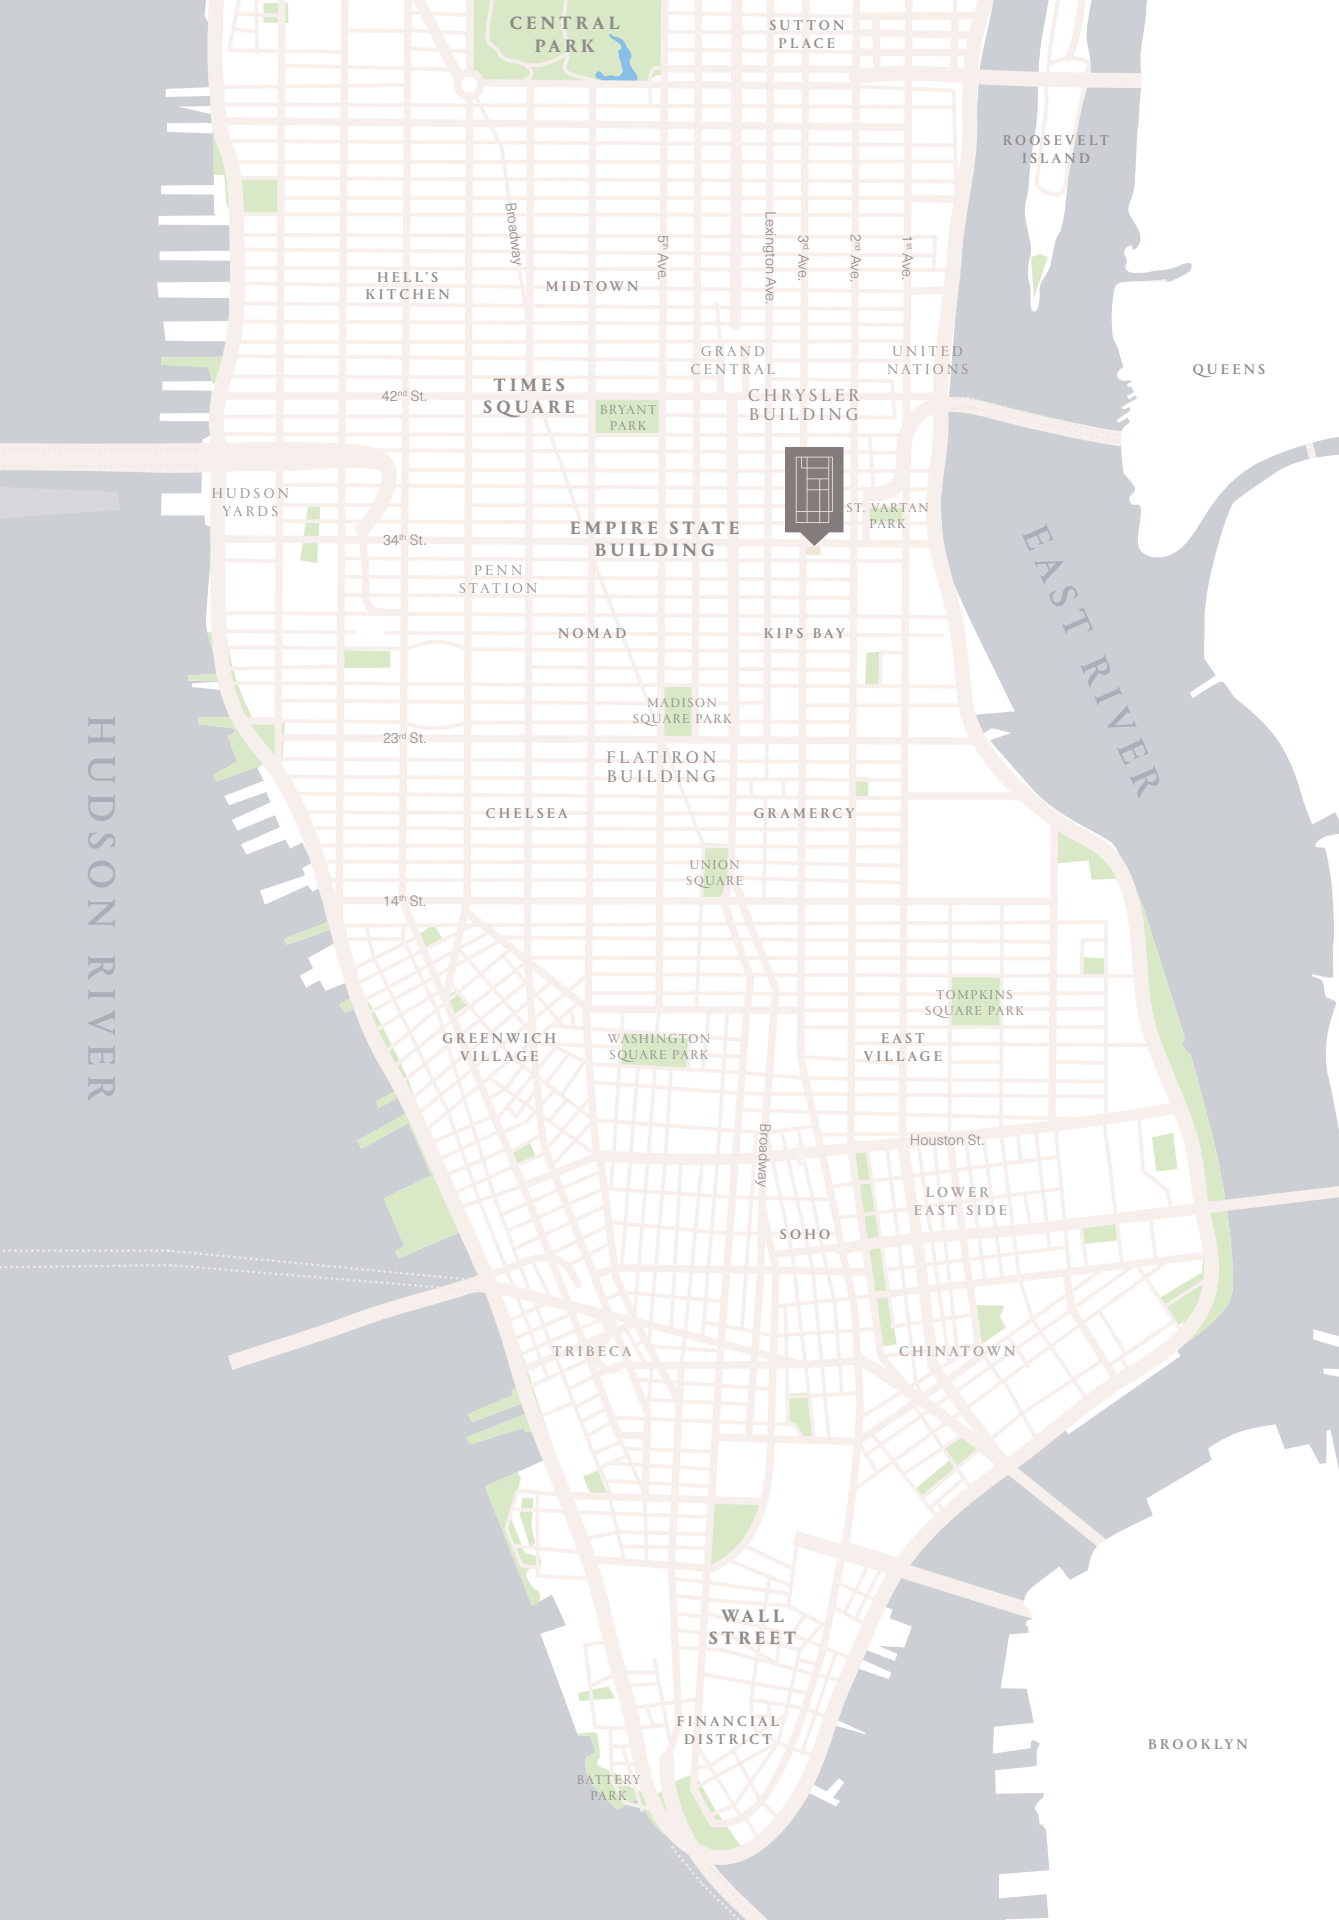 CENTRAL
PARK
SUTTON
PLACE
ROOSEVELT
ISLAND
Broadway
5th Ave.
Lexington Ave.
3rd Ave.
2nd Ave.
1st Ave.
HELL'S
KITCHEN
MIDTOWN
GRAND
CENTRAL
UNITED
NATIONS
QUEENS
TIMES
SQUARE
42nd St.
BRYANT
PARK
CHRYSLER
BUILDING
HUDSON
YARDS
ST. VARTAN
PARK
EMPIRE STATE
BUILDING
34th St.
EAST RIVER
PENN
STATION
NOMAD
KIPS BAY
MADISON
SQUARE PARK
23rd St.
FLATIRON
BUILDING
HUDSON RIVER
CHELSEA
GRAMERCY
UNION
SQUARE
14th St.
TOMPKINS
SQUARE PARK
GREENWICH
VILLAGE
WASHINGTON
SQUARE PARK
EAST
VILLAGE
Broadway
Houston St.
LOWER
EAST SIDE
SOHO
TRIBECA
CHINATOWN
WALL
STREET
FINANCIAL
DISTRICT
BROOKLYN
BATTERY
PARK